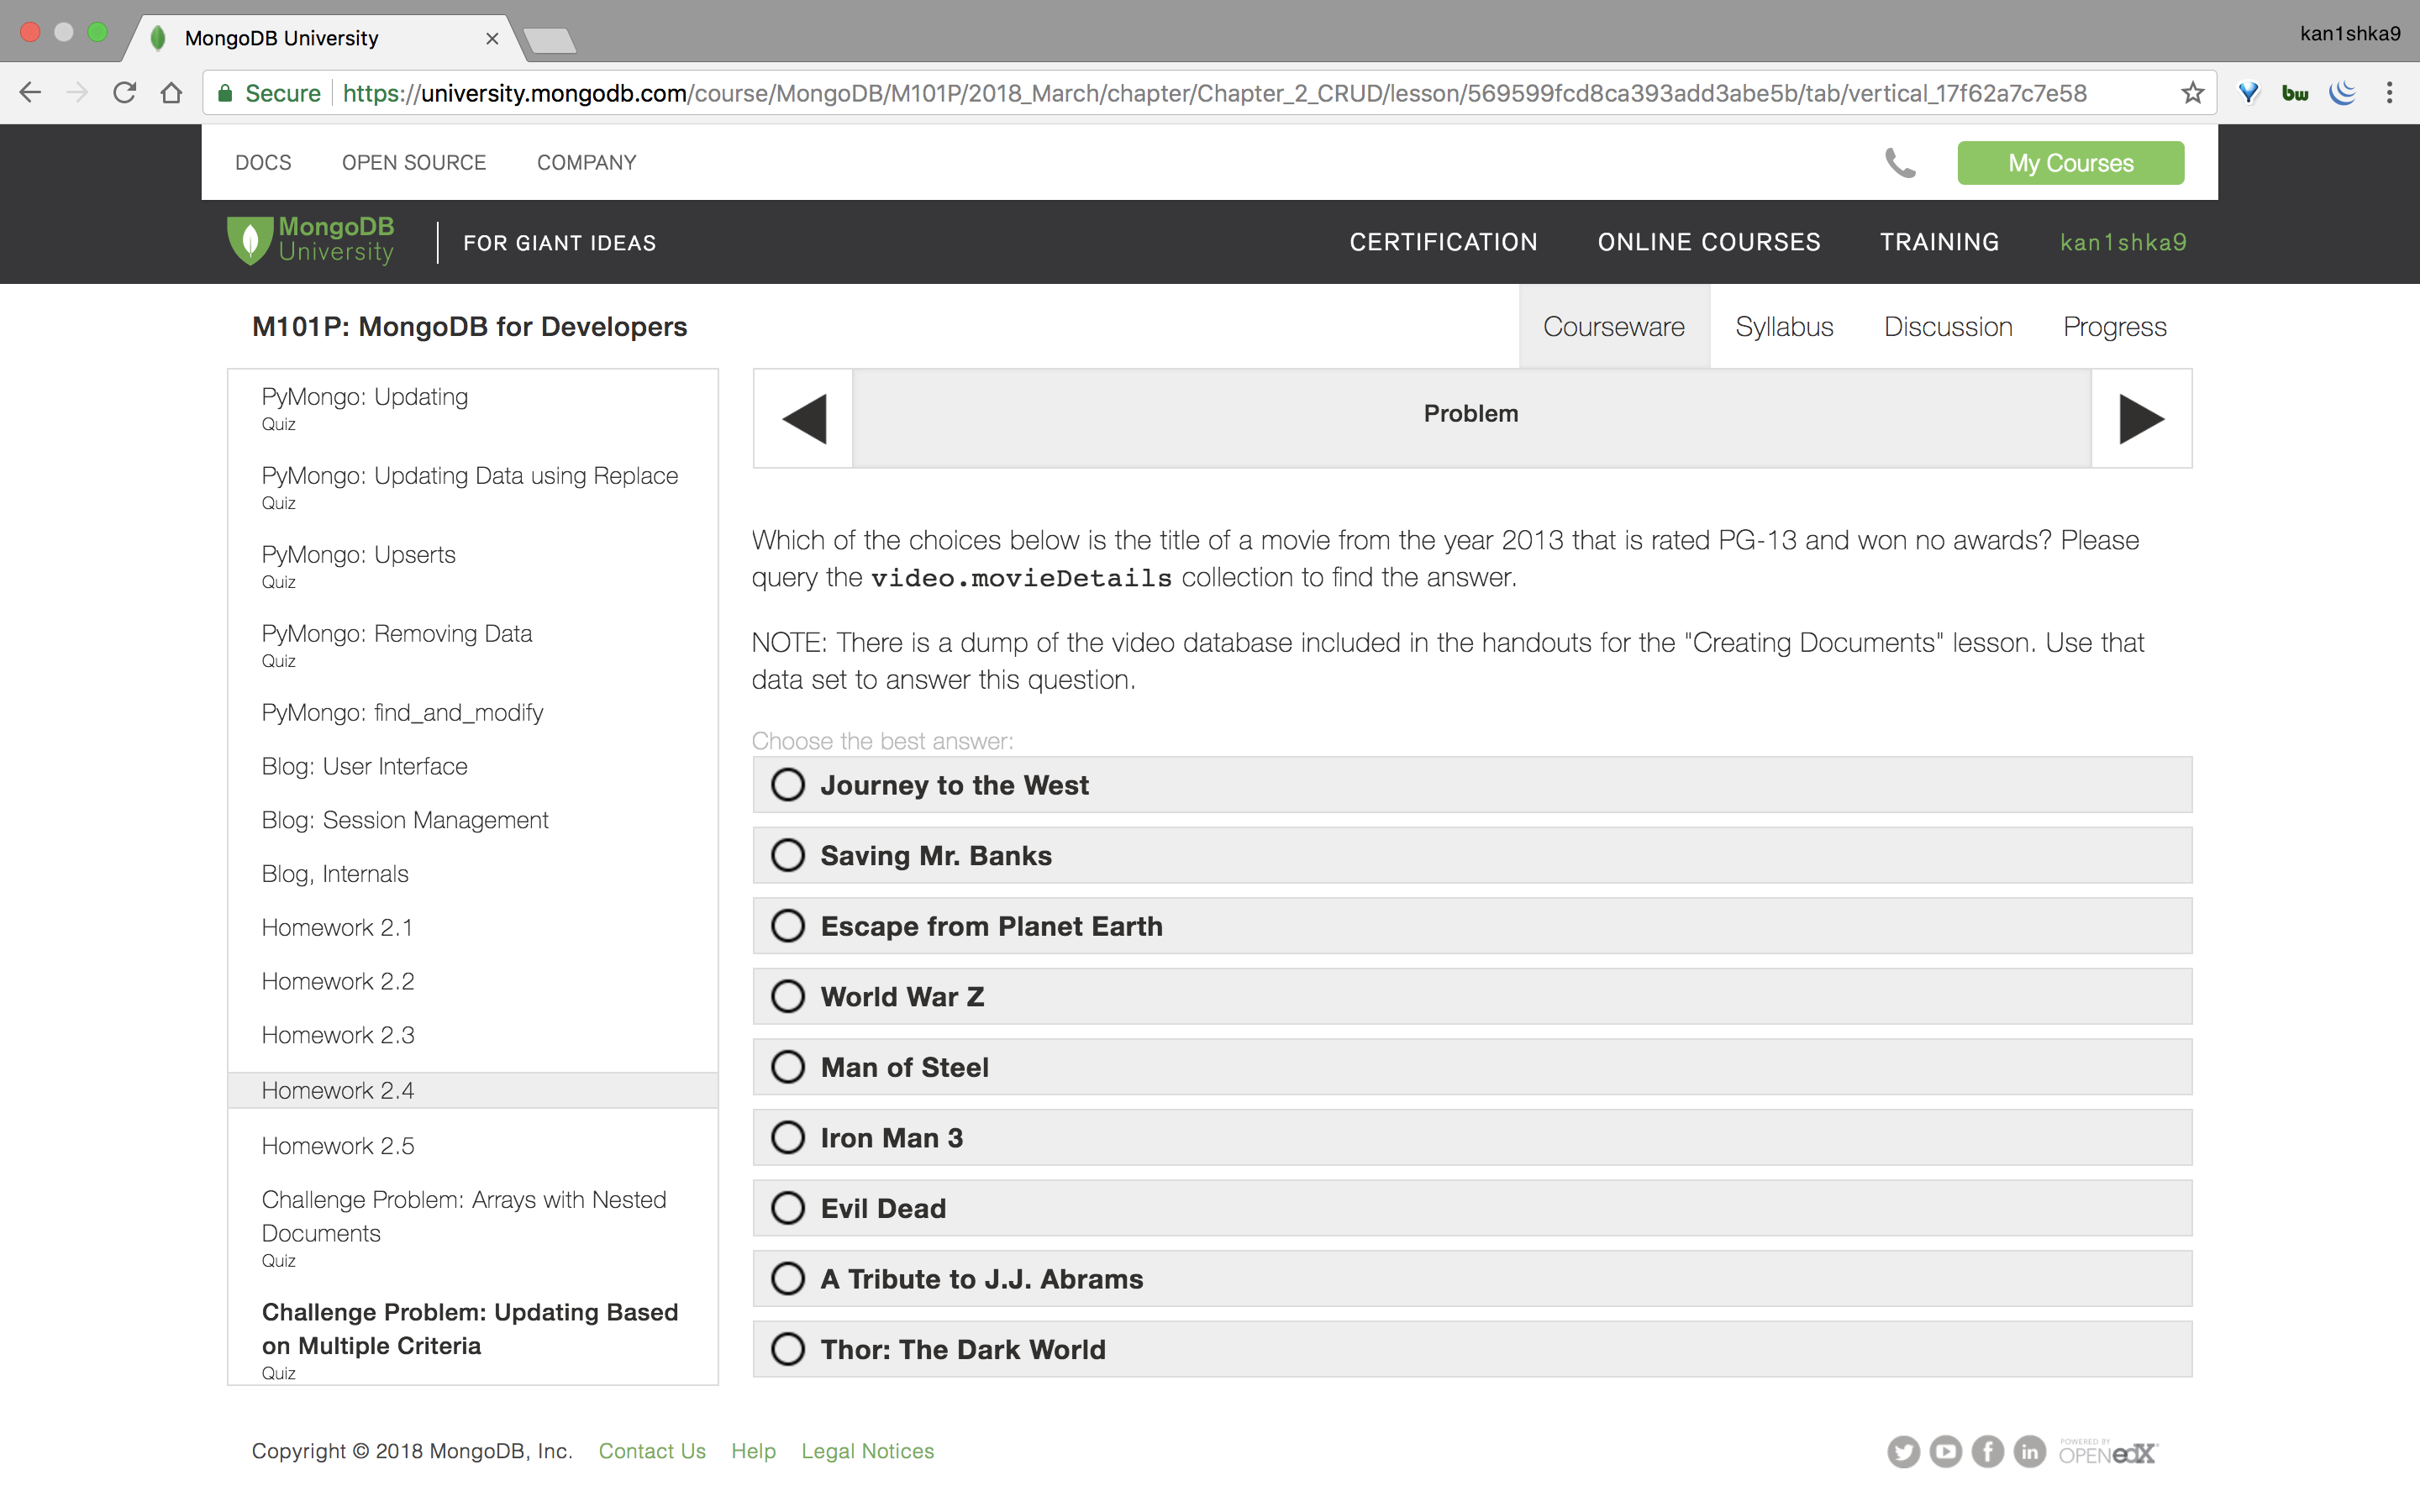 MongoDB University
kan1shka9
Secure https://university.mongodb.com/course/MongoDB/M101P/2018_March/chapter/Chapter_2_CRUD/lesson/569599fcd8ca393add3abe5b/tab/vertical_17f62a7c7e58
bw
DOCS OPEN SOURCE COMPANY
My Courses
MongoDB
University
FOR GIANT IDEAS
CERTIFICATION ONLINE COURSES TRAINING kan1shka9
M101P: MongoDB for Developers
Courseware Syllabus Discussion Progress
PyMongo: Updating
Quiz
PyMongo: Updating Data using Replace
Quiz
PyMongo: Upserts
Quiz
PyMongo: Removing Data
Quiz
PyMongo: find_and_modify
Blog: User Interface
Blog: Session Management
Blog, Internals
Homework 2.1
Homework 2.2
Homework 2.3
Homework 2.4
Homework 2.5
Challenge Problem: Arrays with Nested
Documents
Quiz
Challenge Problem: Updating Based
on Multiple Criteria
Quiz
Problem
Which of the choices below is the title of a movie from the year 2013 that is rated PG-13 and won no awards? Please
query the video.movieDetails collection to find the answer.
NOTE: There is a dump of the video database included in the handouts for the "Creating Documents" lesson. Use that
data set to answer this question.
Choose the best answer:
Journey to the West
Saving Mr. Banks
Escape from Planet Earth
World War Z
Man of Steel
Iron Man 3
Evil Dead
A Tribute to J.J. Abrams
Thor: The Dark World
Copyright © 2018 MongoDB, Inc. Contact Us Help Legal Notices
POWERED BY
OPEN edX